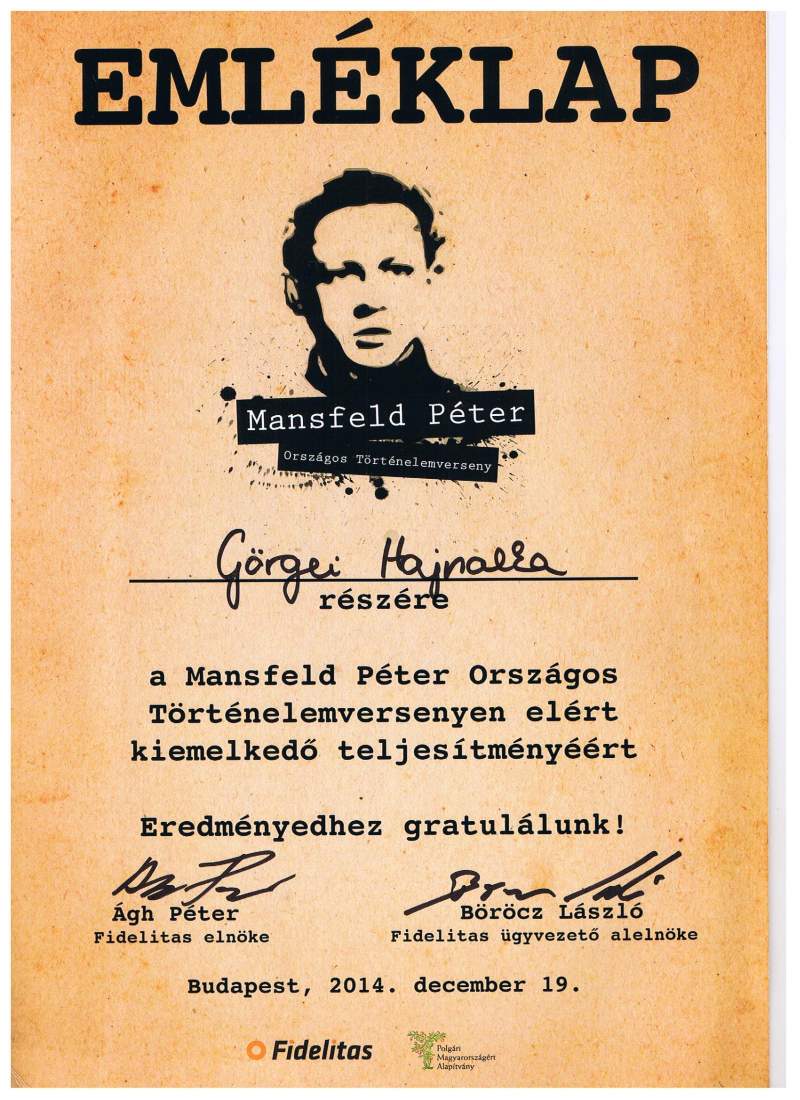 EMLÉKLAP
Mansfeld Péter
Országos Történelemverseny
Görgei Hajnalka
részére
a Mansfeld Péter Országos
Történelemversenyen elért
kiemelkedő teljesítményéért
Eredményedhez gratulálunk!
Ágh Péter
Fidelitas elnöke
Böröcz László
Fidelitas ügyvezető alelnöke
Budapest, 2014. december 19.
Fidelitas
Polgári
Magyarországért
Alapítvány